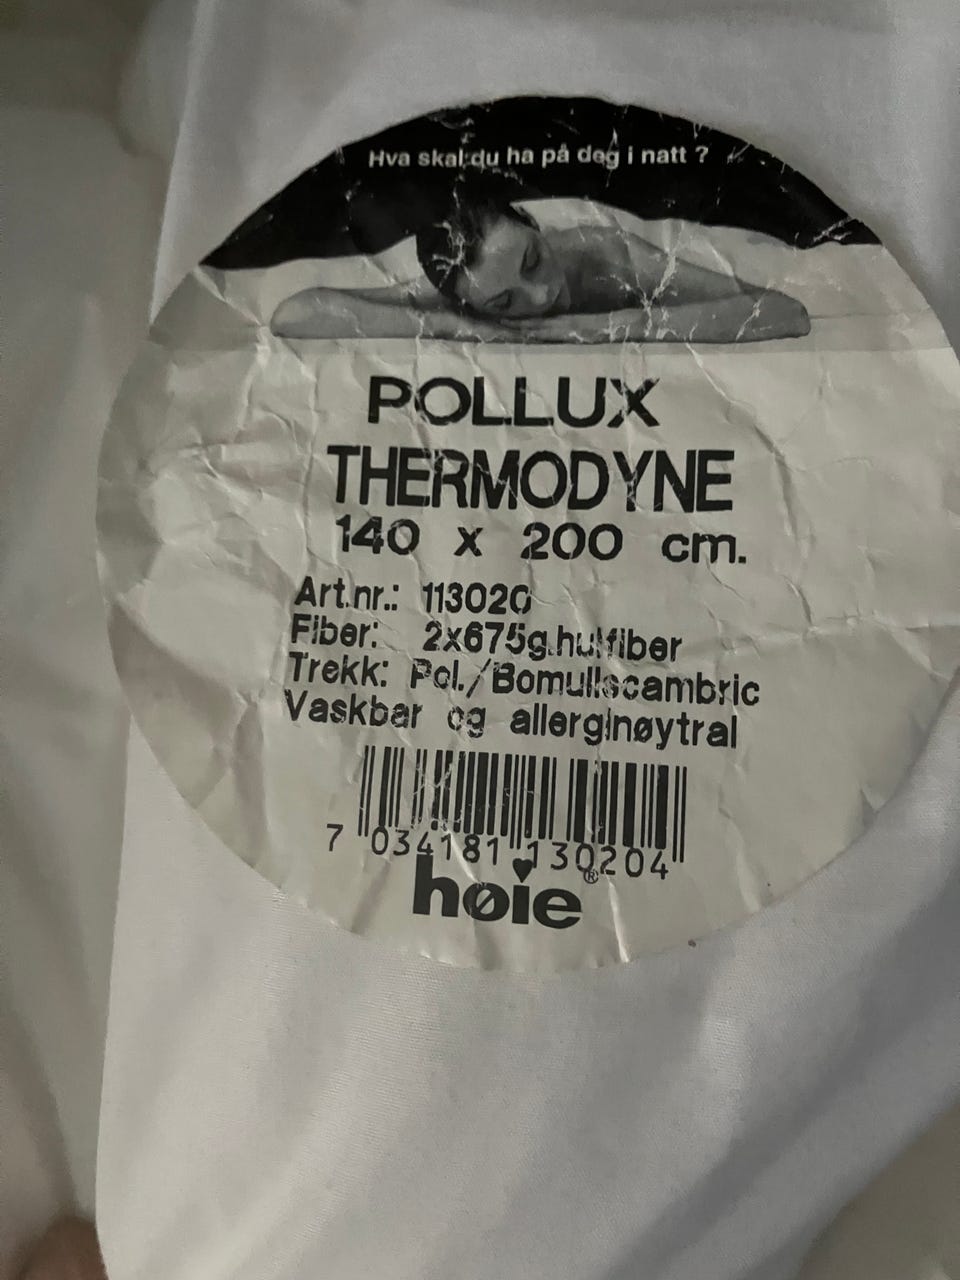 Hva skal du ha på deg i natt ?
POLLUX
THERMODYNE
140 x 200 cm.
Art.nr.: 113020
Fiber: 2x675g.hulfiber
Trekk: Pol./Bomullscambric
Vaskbar og allerginøytral
7 034181 130204
høie®